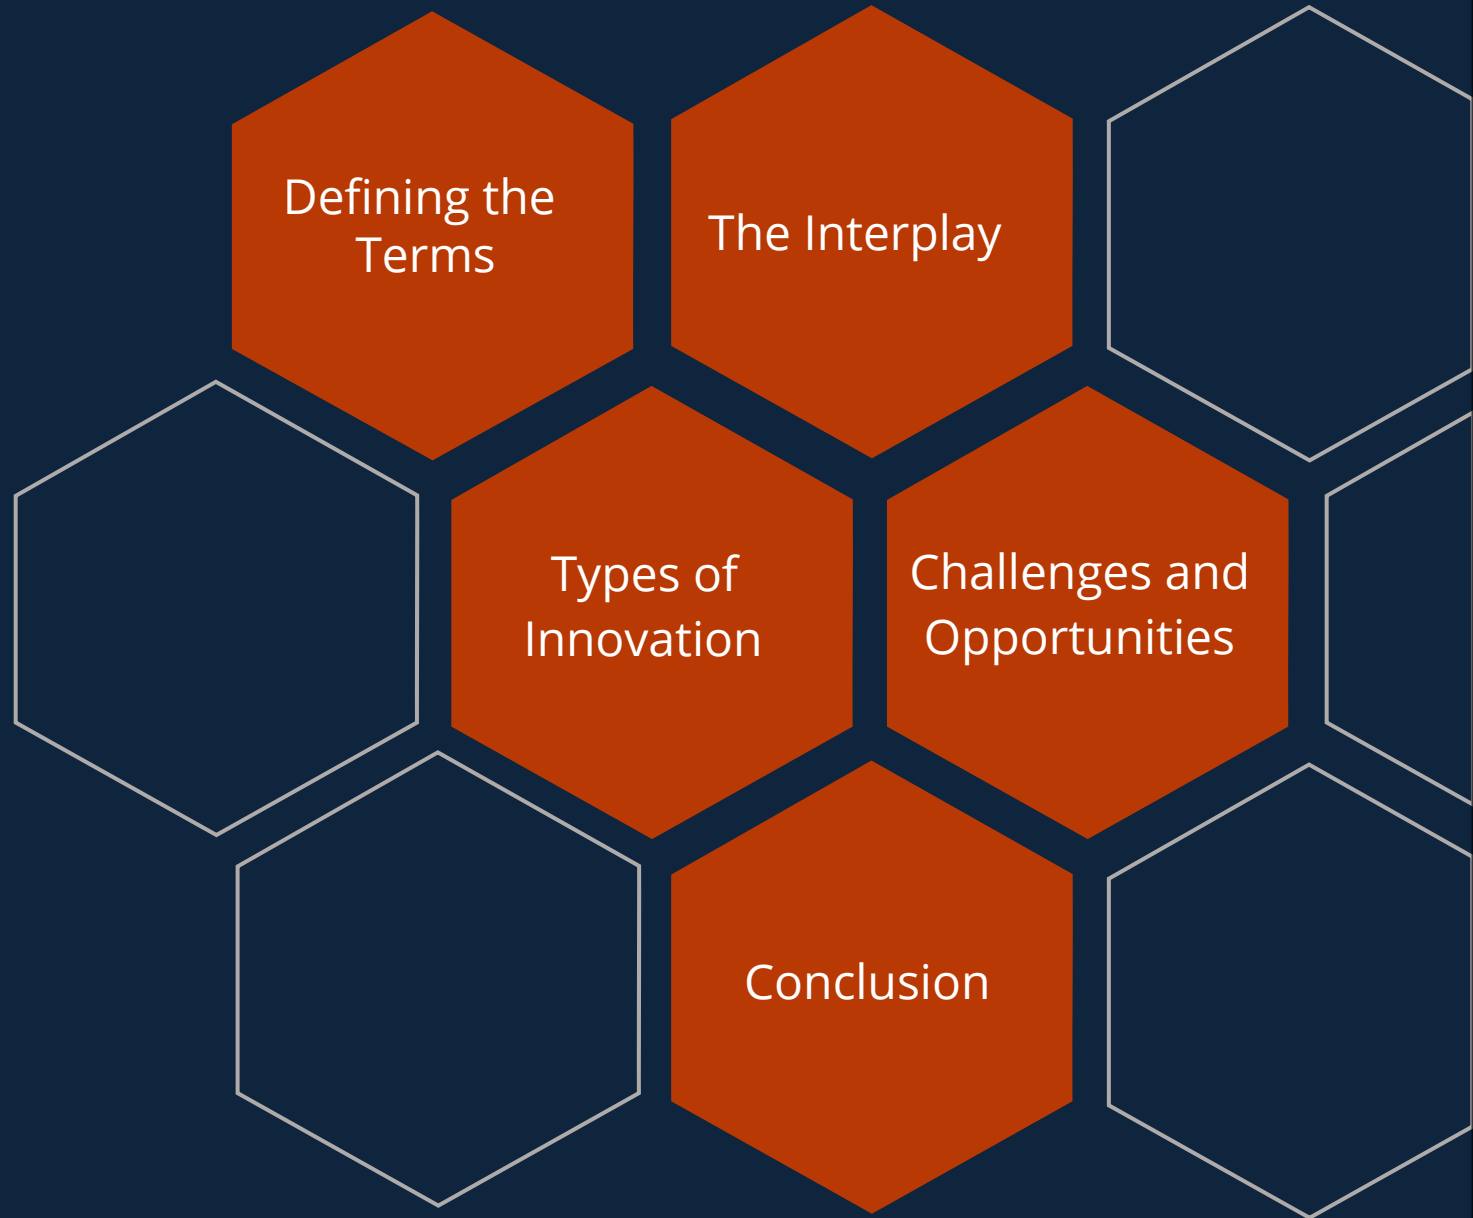 Defining the
Terms
The Interplay
Types of
Innovation
Challenges and
Opportunities
Conclusion